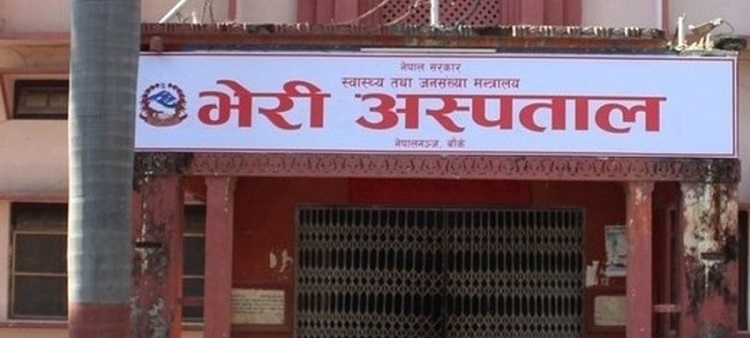 नेपाल सरकार
स्वास्थ्य तथा जनसंख्या मन्त्रालय
भेरी अस्पताल
नेपालगञ्ज, बाँके